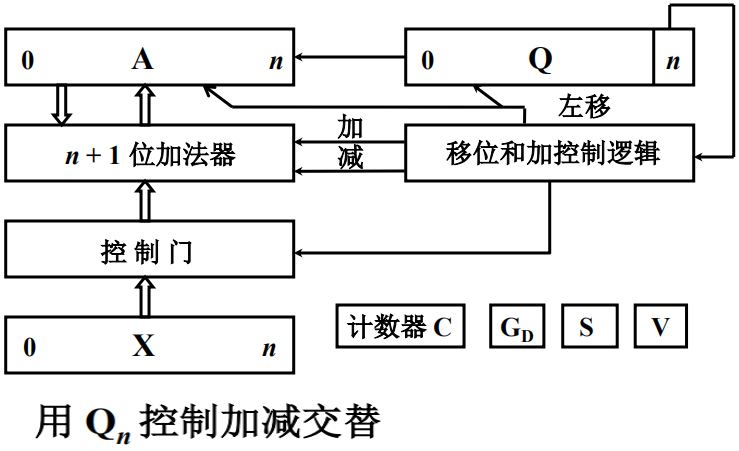 0 A n
0 Q n
左移
n + 1 位加法器
加
减
移位和加控制逻辑
控 制 门
0 X n
计数器 C
G_D
S
V
用 Q_n 控制加减交替